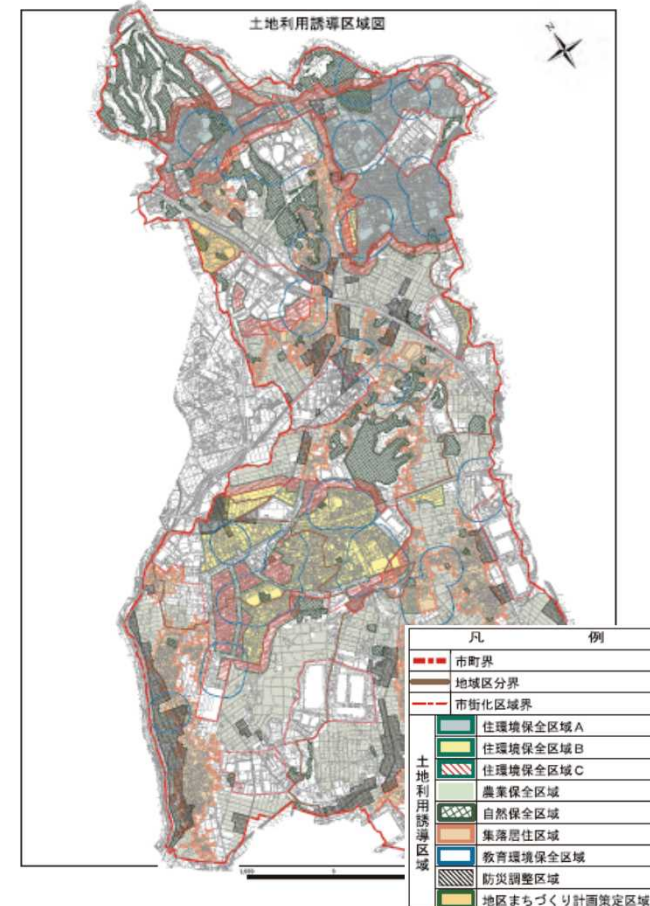 土地利用誘導区域図
N
凡　例
市町界
地域区分界
市街化区域界
土地利用誘導区域
住環境保全区域A
住環境保全区域B
住環境保全区域C
農業保全区域
自然保全区域
集落居住区域
教育環境保全区域
防災調整区域
地区まちづくり計画策定区域